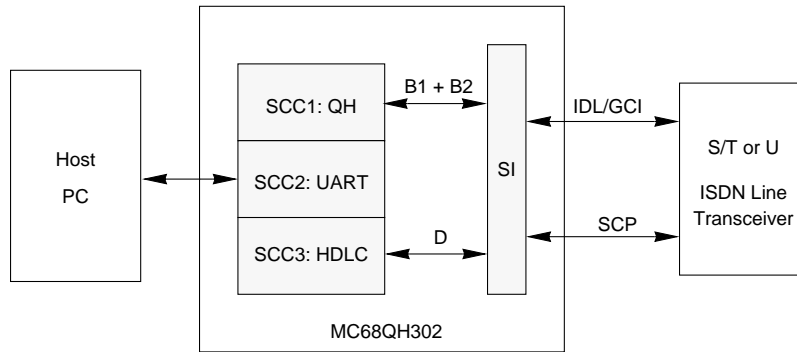 Host
PC
SCC1: QH
SCC2: UART
SCC3: HDLC
B1 + B2
D
SI
IDL/GCI
SCP
S/T or U
ISDN Line
Transceiver
MC68QH302